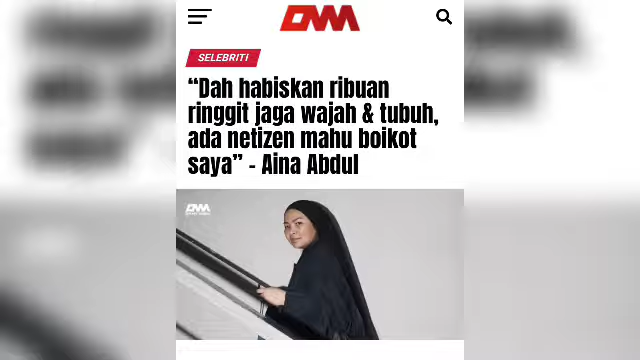 DM
SELEBRITI
“Dah habiskan ribuan
ringgit jaga wajah & tubuh,
ada netizen mahu boikot
saya” - Aina Abdul
DM